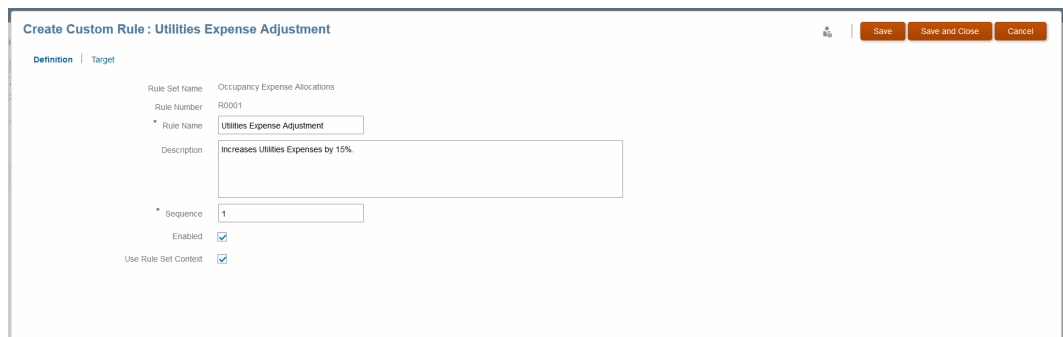 Create Custom Rule : Utilities Expense Adjustment
Save
Save and Close
Cancel
Definition
Target
Rule Set Name
Occupancy Expense Allocations
Rule Number
R0001
* Rule Name
Utilities Expense Adjustment
Description
Increases Utilities Expenses by 15%.
* Sequence
1
Enabled
Use Rule Set Context